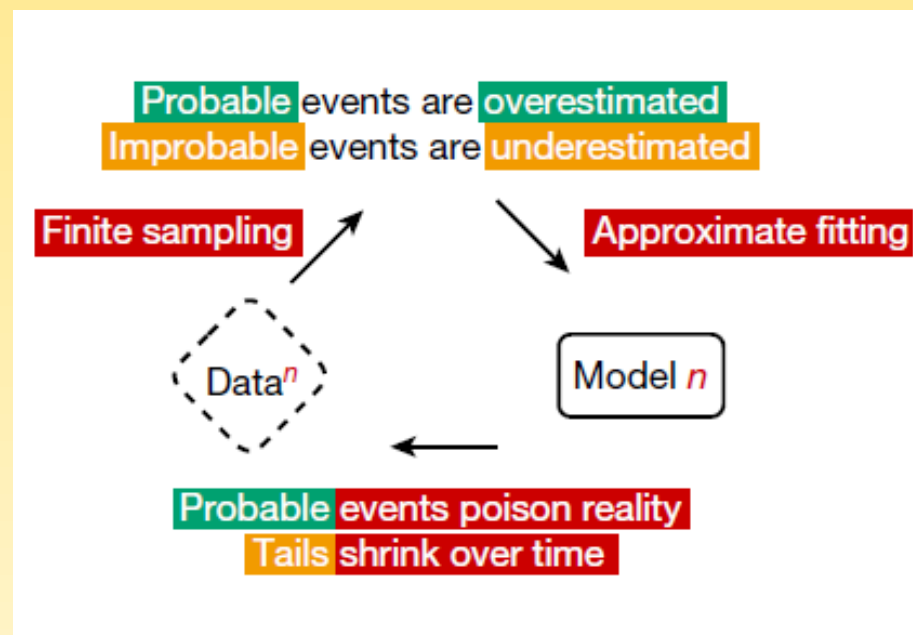 Probable events are overestimated
Improbable events are underestimated
Finite sampling
Approximate fitting
Dataⁿ
Model n
Probable events poison reality
Tails shrink over time